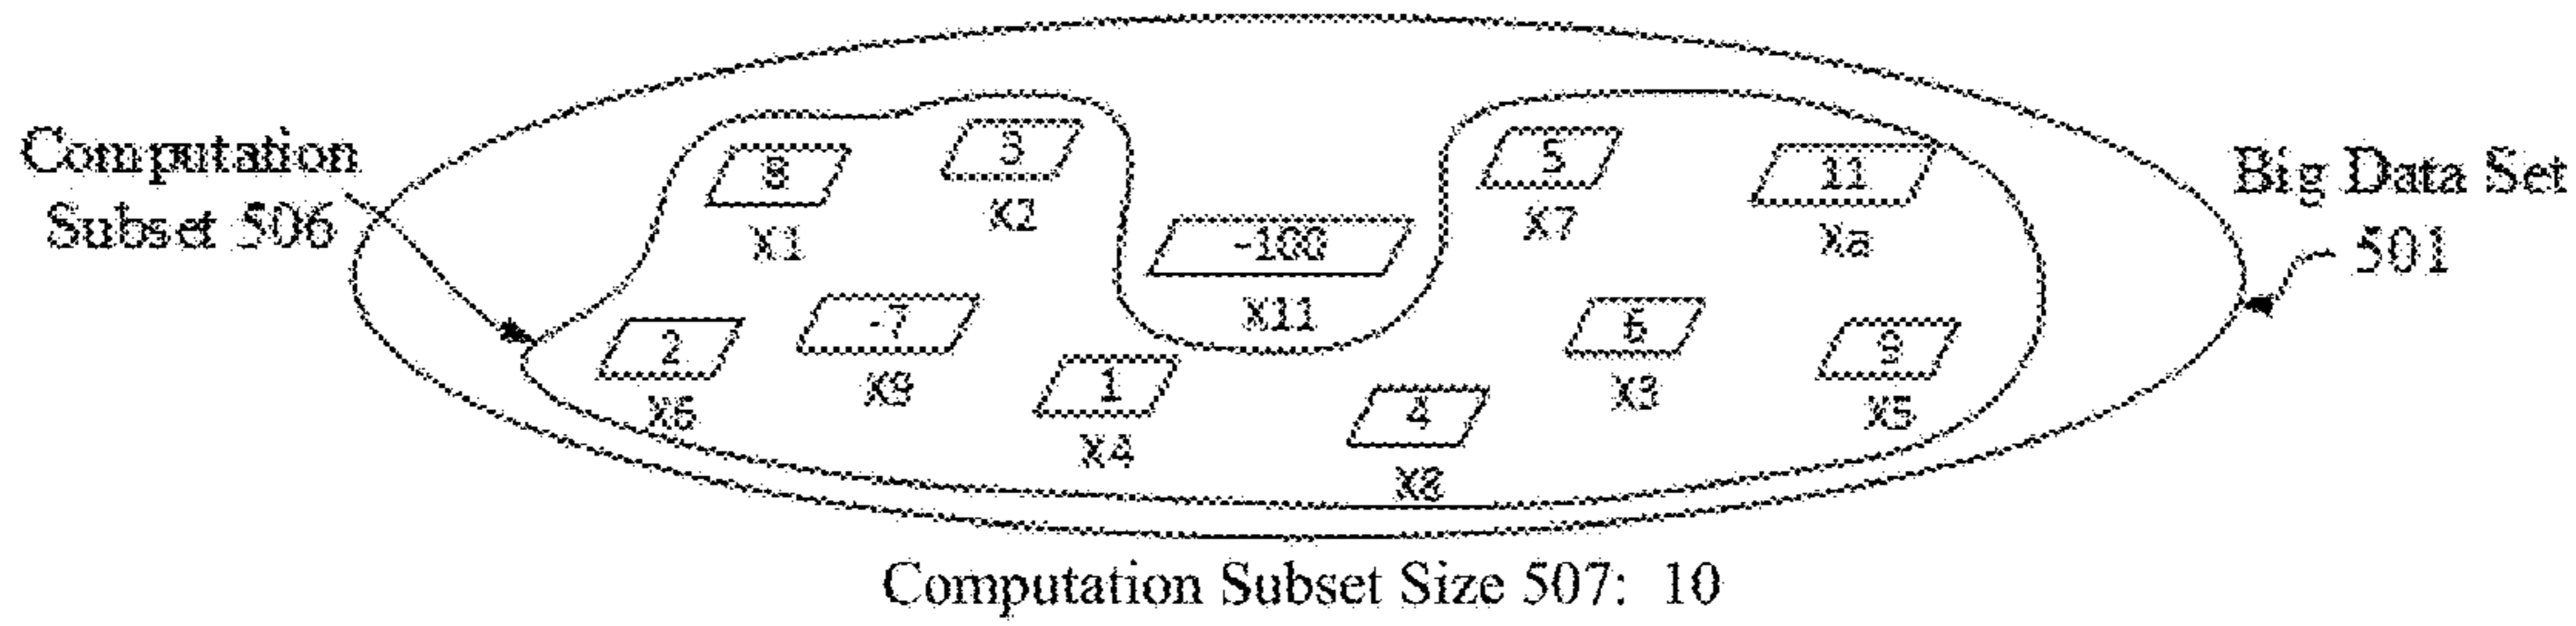 Computation
Subset 506
8
X1
3
X2
-100
X11
5
X7
11
Xa
Big Data Set
501
2
X6
-7
X9
1
X4
4
X8
6
X3
9
X5
Computation Subset Size 507: 10